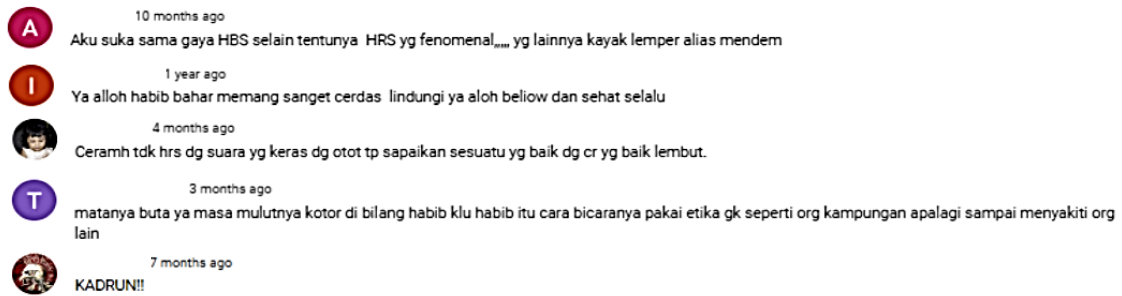 A
10 months ago
Aku suka sama gaya HBS selain tentunya HRS yg fenomenal,,,,, yg lainnya kayak lemper alias mendem
I
1 year ago
Ya alloh habib bahar memang sanget cerdas lindungi ya aloh beliow dan sehat selalu
4 months ago
Ceramh tdk hrs dg suara yg keras dg otot tp sapaikan sesuatu yg baik dg cr yg baik lembut.
T
3 months ago
matanya buta ya masa mulutnya kotor di bilang habib klu habib itu cara bicaranya pakai etika gk seperti org kampungan apalagi sampai menyakiti org
lain
7 months ago
KADRUN!!